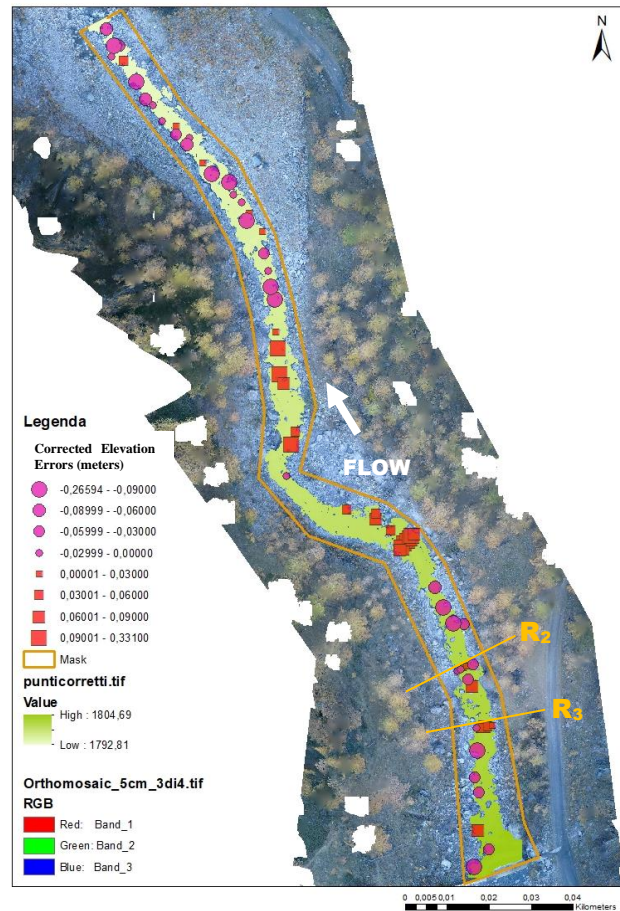 N
FLOW
R2
R3
Legenda
Corrected Elevation
Errors (meters)
-0,26594 - -0,09000
-0,08999 - -0,06000
-0,05999 - -0,03000
-0,02999 - 0,00000
0,00001 - 0,03000
0,03001 - 0,06000
0,06001 - 0,09000
0,09001 - 0,33100
Mask
punticorretti.tif
Value
High : 1804,69
Low : 1792,81
Orthomosaic_5cm_3di4.tif
RGB
Red: Band_1
Green: Band_2
Blue: Band_3
0 0,005 0,01 0,02 0,03 0,04
Kilometers